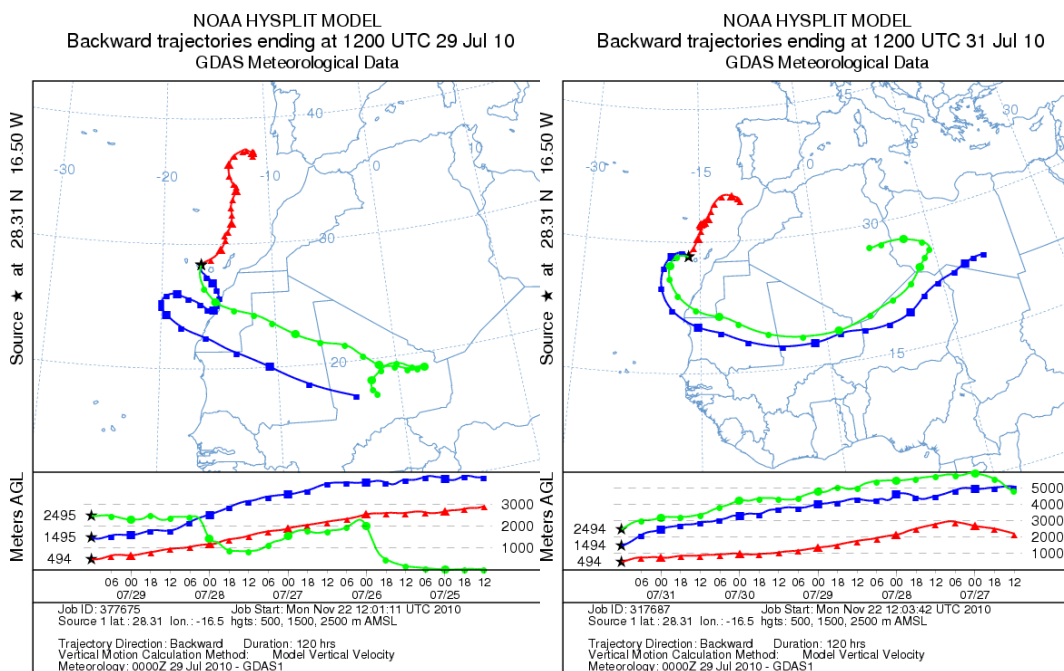 NOAA HYSPLIT MODEL
Backward trajectories ending at 1200 UTC 29 Jul 10
GDAS Meteorological Data
Source ★ at 28.31 N 16.50 W
-30
-20
-10
40
0
30
20
Meters AGL
2495
1495
494
3000
2000
1000
06 00 18 12 06 00 18 12 06 00 18 12 06 00 18 12 06 00 18 12
07/29 07/28 07/27 07/26 07/25
Job ID: 377675 Job Start: Mon Nov 22 12:01:11 UTC 2010
Source 1 lat.: 28.31 lon.: -16.5 hgts: 500, 1500, 2500 m AMSL
Trajectory Direction: Backward Duration: 120 hrs
Vertical Motion Calculation Method: Model Vertical Velocity
Meteorology: 0000Z 29 Jul 2010 - GDAS1
NOAA HYSPLIT MODEL
Backward trajectories ending at 1200 UTC 31 Jul 10
GDAS Meteorological Data
Source ★ at 28.31 N 16.50 W
-30
-15
45
15
30
0
30
15
Meters AGL
2494
1494
494
5000
4000
3000
2000
1000
06 00 18 12 06 00 18 12 06 00 18 12 06 00 18 12 06 00 18 12
07/31 07/30 07/29 07/28 07/27
Job ID: 317687 Job Start: Mon Nov 22 12:03:42 UTC 2010
Source 1 lat.: 28.31 lon.: -16.5 hgts: 500, 1500, 2500 m AMSL
Trajectory Direction: Backward Duration: 120 hrs
Vertical Motion Calculation Method: Model Vertical Velocity
Meteorology: 0000Z 29 Jul 2010 - GDAS1